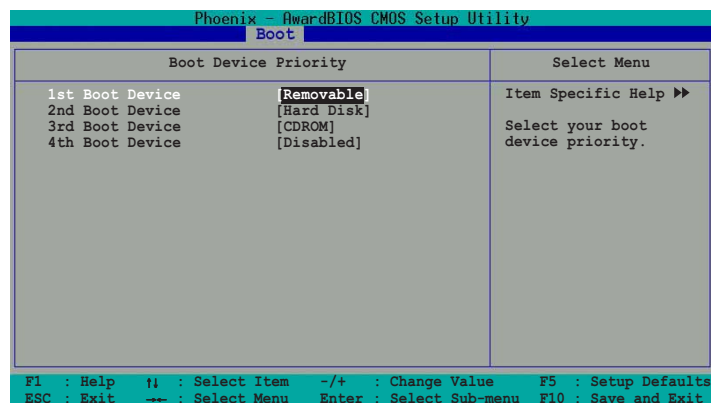 Phoenix - AwardBIOS CMOS Setup Utility
Boot
Boot Device Priority
Select Menu
1st Boot Device [Removable]
2nd Boot Device [Hard Disk]
3rd Boot Device [CDROM]
4th Boot Device [Disabled]
Item Specific Help ▶▶
Select your boot
device priority.
F1 : Help ↑↓ : Select Item -/+ : Change Value F5 : Setup Defaults
ESC : Exit →← : Select Menu Enter : Select Sub-menu F10 : Save and Exit